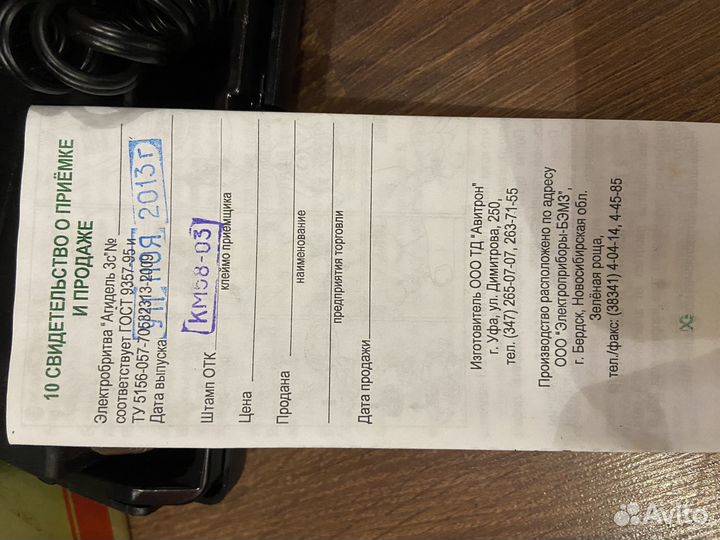 10 СВИДЕТЕЛЬСТВО О ПРИЁМКЕ
И ПРОДАЖЕ
Электробритва "Агидель 3с"№
соответствует ГОСТ 9357-95 и
ТУ 5156-057-70682313-2009
Дата выпуска 2013г
Штамп ОТК КМ58-03
клеймо приёмщика
Цена
Продана
наименование
предприятия торговли
Дата продажи
Изготовитель ООО ТД "Авитрон"
г. Уфа, ул. Димитрова, 250,
тел. (347) 265-07-07, 263-71-55
Производство расположено по адресу
ООО "Электроприборы-БЭМЗ",
г. Бердск, Новосибирская обл.
Зелёная роща,
тел./факс: (38341) 4-04-14, 4-45-85
Avito